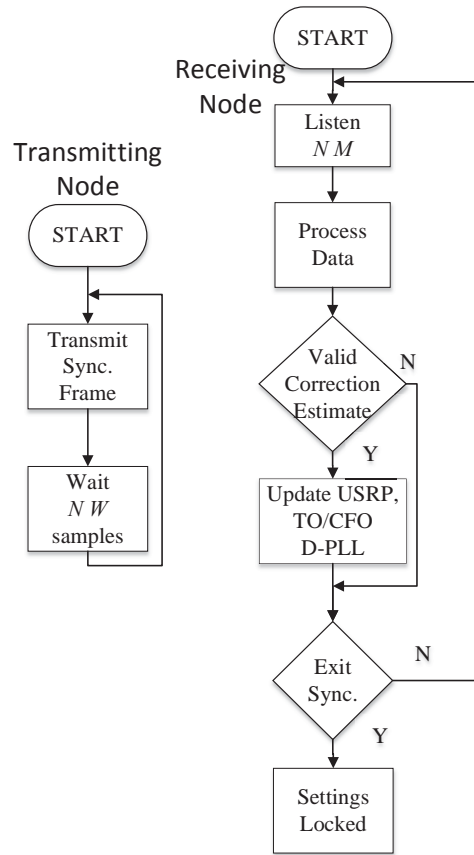 Transmitting
Node
START
Transmit
Sync.
Frame
Wait
N W
samples
Receiving
Node
START
Listen
N M
Process
Data
Valid
Correction
Estimate
N
Y
Update USRP,
TO/CFO
D-PLL
Exit
Sync.
N
Y
Settings
Locked